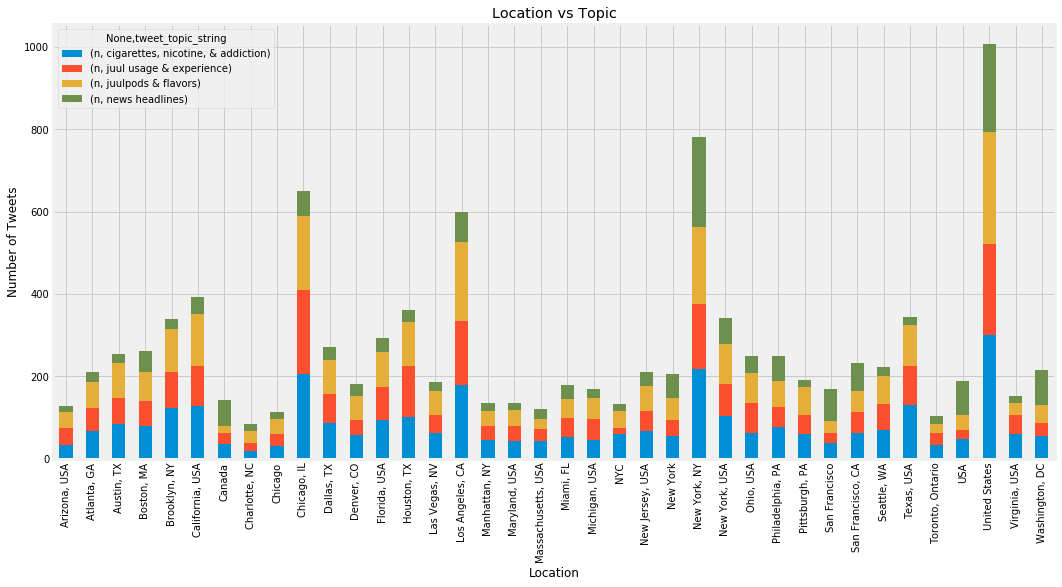 Location vs Topic
None,tweet_topic_string
(n, cigarettes, nicotine, & addiction)
(n, juul usage & experience)
(n, juulpods & flavors)
(n, news headlines)
Number of Tweets
1000
800
600
400
200
0
Arizona, USA
Atlanta, GA
Austin, TX
Boston, MA
Brooklyn, NY
California, USA
Canada
Charlotte, NC
Chicago
Chicago, IL
Dallas, TX
Denver, CO
Florida, USA
Houston, TX
Las Vegas, NV
Los Angeles, CA
Manhattan, NY
Maryland, USA
Massachusetts, USA
Miami, FL
Michigan, USA
NYC
New Jersey, USA
New York
New York, NY
New York, USA
Ohio, USA
Philadelphia, PA
Pittsburgh, PA
San Francisco
San Francisco, CA
Seattle, WA
Texas, USA
Toronto, Ontario
USA
United States
Virginia, USA
Washington, DC
Location